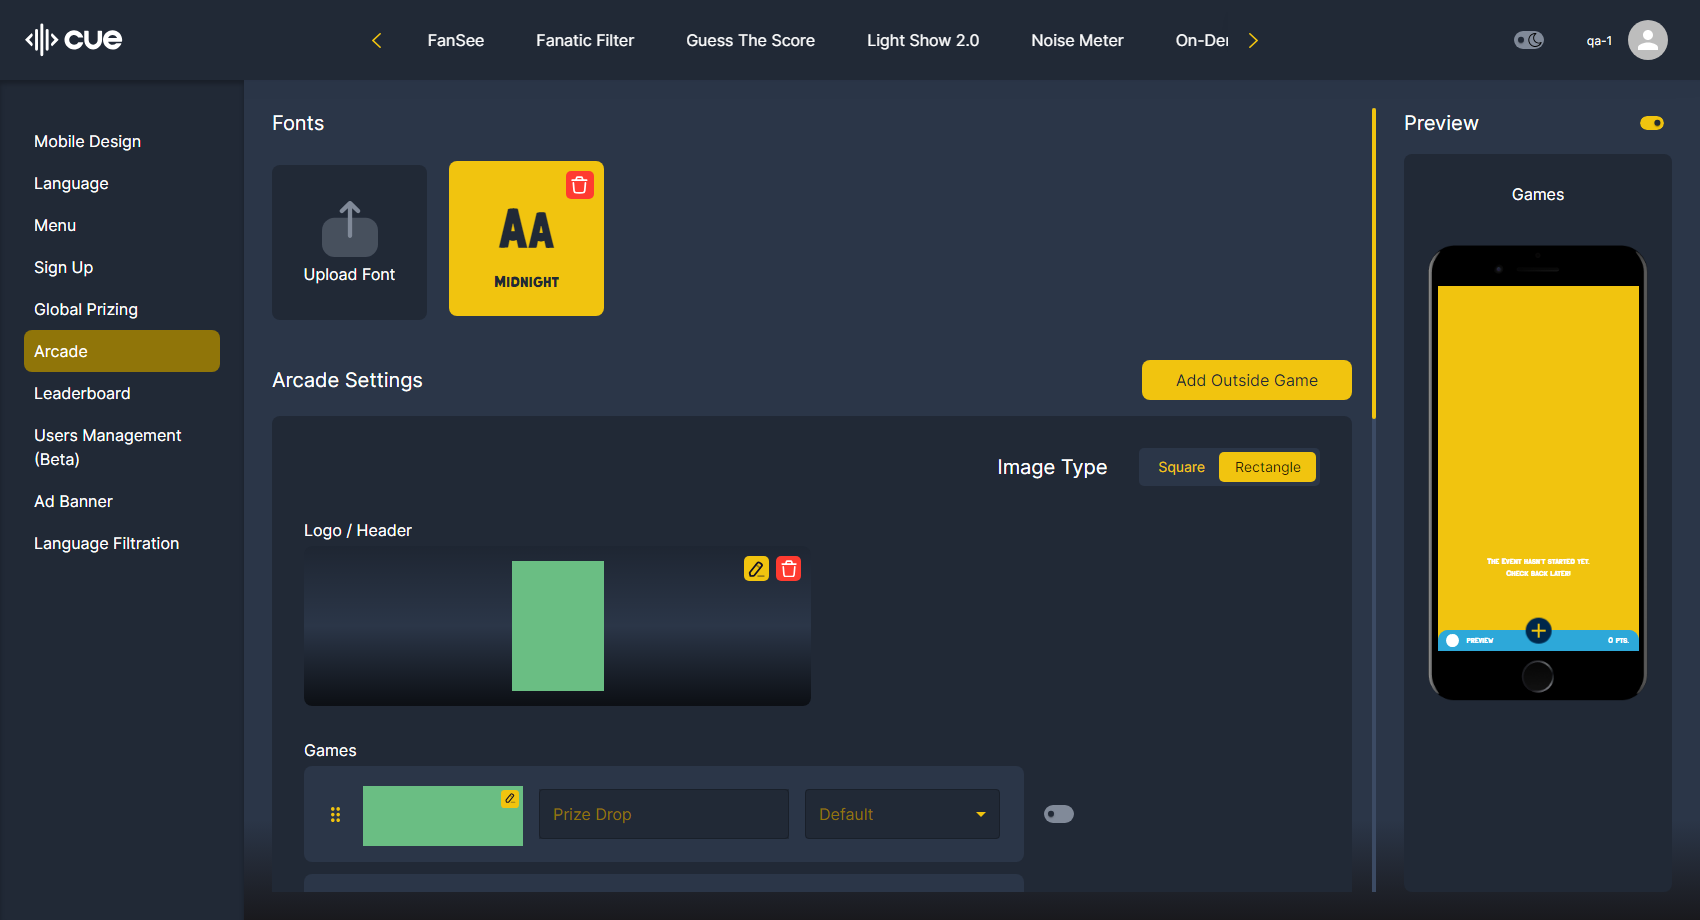 cue
FanSee
Fanatic Filter
Guess The Score
Light Show 2.0
Noise Meter
On-Der
qa-1
Mobile Design
Language
Menu
Sign Up
Global Prizing
Arcade
Leaderboard
Users Management
(Beta)
Ad Banner
Language Filtration
Fonts
Upload Font
AA
MIDNIGHT
Arcade Settings
Add Outside Game
Image Type
Square
Rectangle
Logo / Header
Games
Prize Drop
Default
Preview
Games
THE EVENT HASN'T STARTED YET.
CHECK BACK LATER!
PREVIEW
0 PTS.